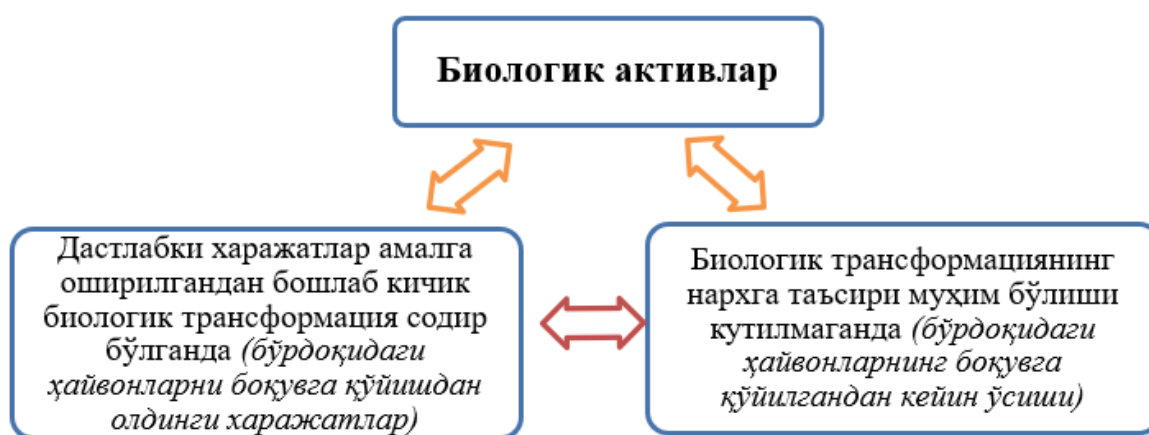 Биологик активлар
Дастлабки харажатлар амалга
оширилгандан бошлаб кичик
биологик трансформация содир
бўлганда (бўрдоқидаги
ҳайвонларни боқувга қўйишдан
олдинги харажатлар)
Биологик трансформациянинг
нархга таъсири муҳим бўлиши
кутилмаганда (бўрдоқидаги
ҳайвонларнинг боқувга
қўйилгандан кейин ўсиши)